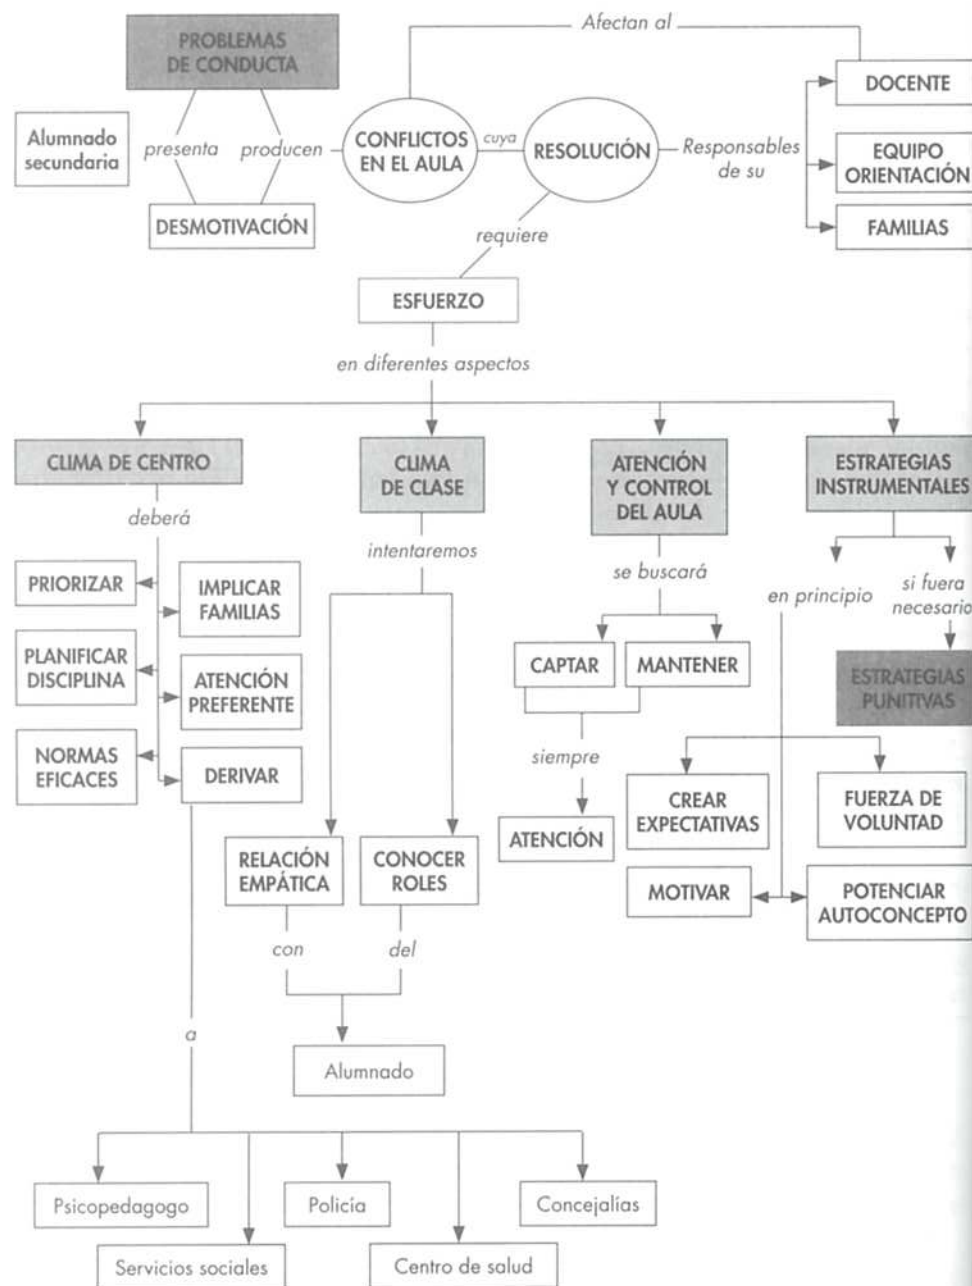 Afectan al
PROBLEMAS
DE CONDUCTA
DOCENTE
Alumnado
secundaria
presenta
producen
CONFLICTOS
EN EL AULA
cuya
RESOLUCIÓN
Responsables
de su
EQUIPO
ORIENTACIÓN
DESMOTIVACIÓN
FAMILIAS
requiere
ESFUERZO
en diferentes aspectos
CLIMA DE CENTRO
CLIMA
DE CLASE
ATENCIÓN
Y CONTROL
DEL AULA
ESTRATEGIAS
INSTRUMENTALES
deberá
intentaremos
se buscará
en principio
si fuera
necesario
PRIORIZAR
IMPLICAR
FAMILIAS
PLANIFICAR
DISCIPLINA
ATENCIÓN
PREFERENTE
CAPTAR
MANTENER
ESTRATEGIAS
PUNITIVAS
NORMAS
EFICACES
DERIVAR
siempre
CREAR
EXPECTATIVAS
FUERZA DE
VOLUNTAD
ATENCIÓN
RELACIÓN
EMPÁTICA
CONOCER
ROLES
MOTIVAR
POTENCIAR
AUTOCONCEPTO
con
del
a
Alumnado
Psicopedagogo
Policía
Concejalías
Servicios sociales
Centro de salud